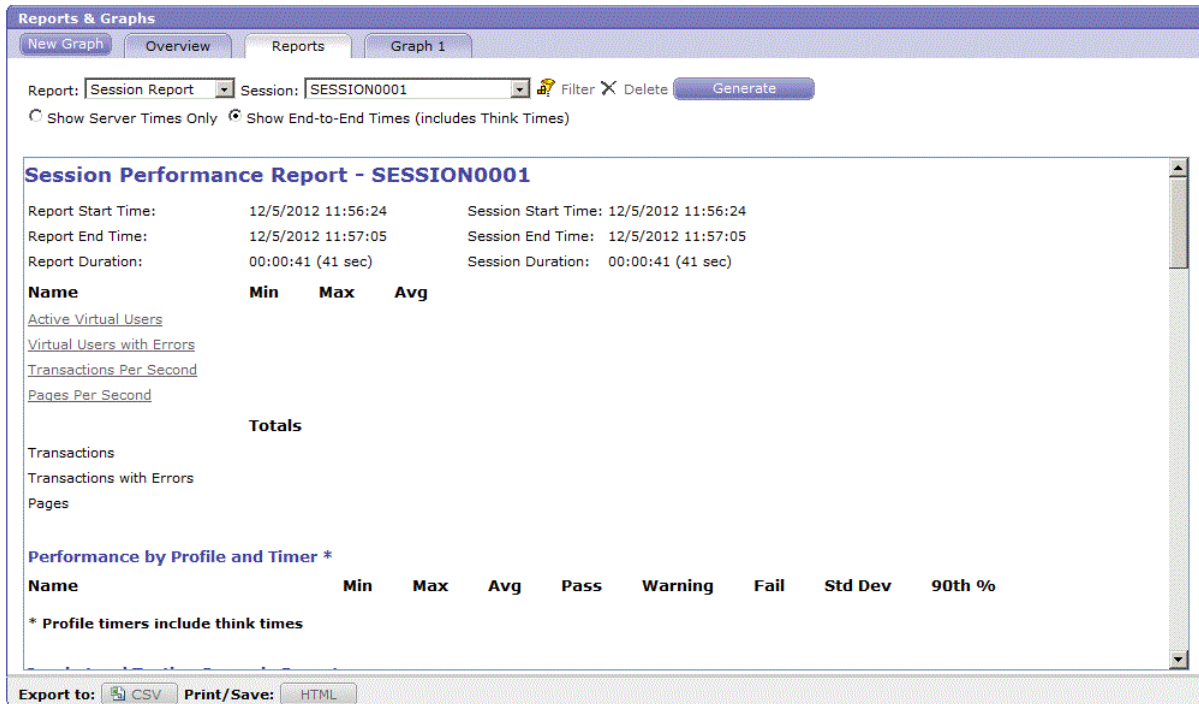 Reports & Graphs
New Graph Overview Reports Graph 1
Report: Session Report Session: SESSION0001 Filter Delete Generate
Show Server Times Only Show End-to-End Times (includes Think Times)
Session Performance Report - SESSION0001
Report Start Time: 12/5/2012 11:56:24 Session Start Time: 12/5/2012 11:56:24
Report End Time: 12/5/2012 11:57:05 Session End Time: 12/5/2012 11:57:05
Report Duration: 00:00:41 (41 sec) Session Duration: 00:00:41 (41 sec)
Name Min Max Avg
Active Virtual Users
Virtual Users with Errors
Transactions Per Second
Pages Per Second
Totals
Transactions
Transactions with Errors
Pages
Performance by Profile and Timer *
Name Min Max Avg Pass Warning Fail Std Dev 90th %
* Profile timers include think times
Export to: CSV Print/Save: HTML